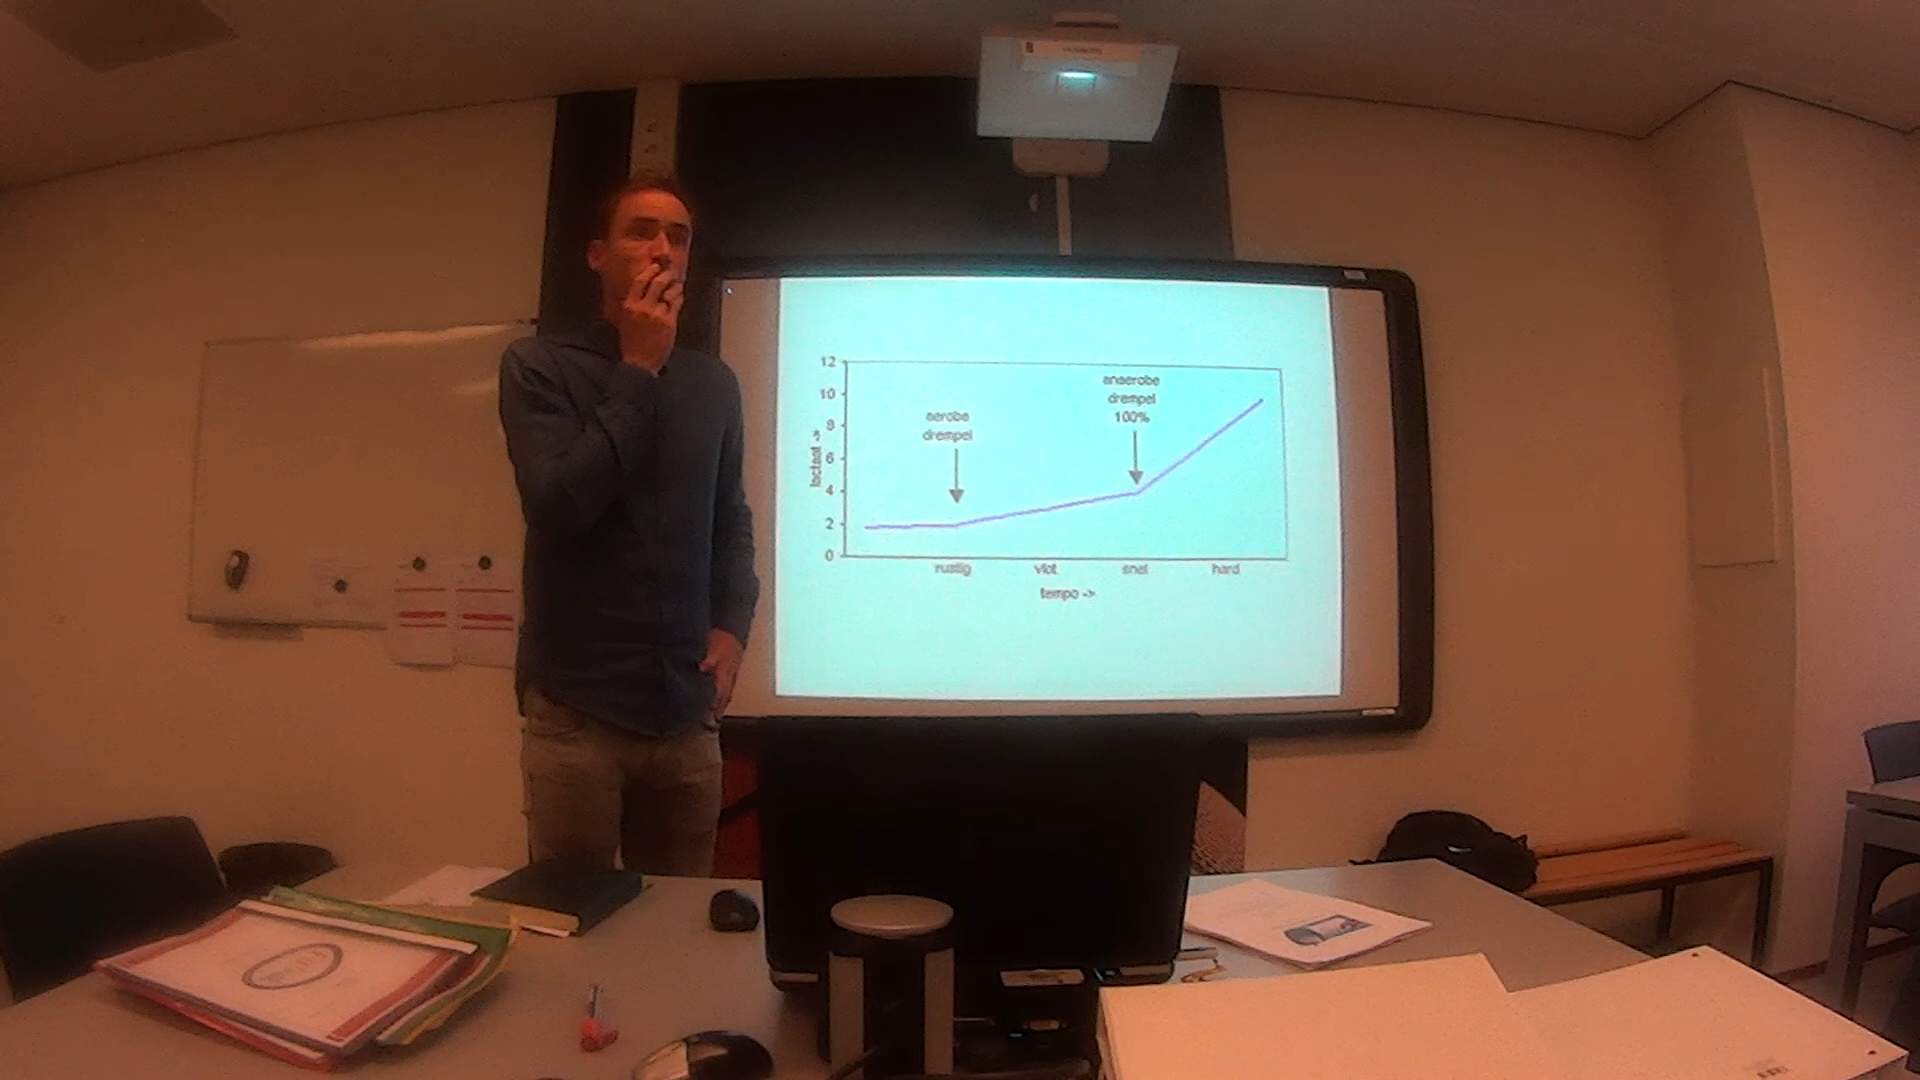 12
10
8
6
4
2
0
lactaat ->
aerobe
drempel
anaerobe
drempel
100%
rustig
vlot
snel
hard
tempo ->